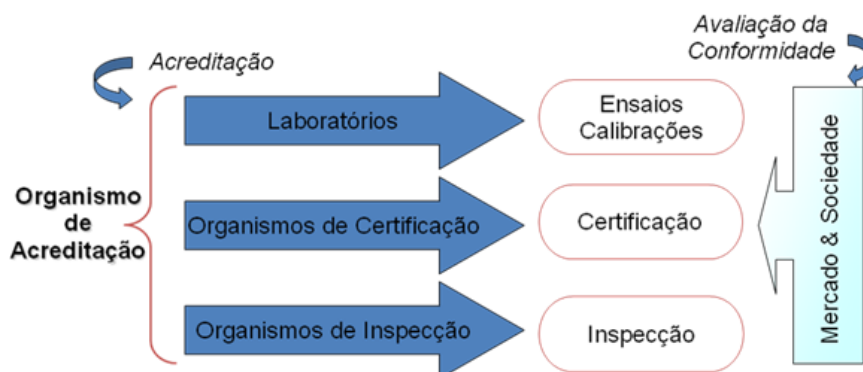 Acreditação
Avaliação da
Conformidade
Organismo
de
Acreditação
Laboratórios
Ensaios
Calibrações
Organismos de Certificação
Certificação
Organismos de Inspecção
Inspecção
Mercado & Sociedade